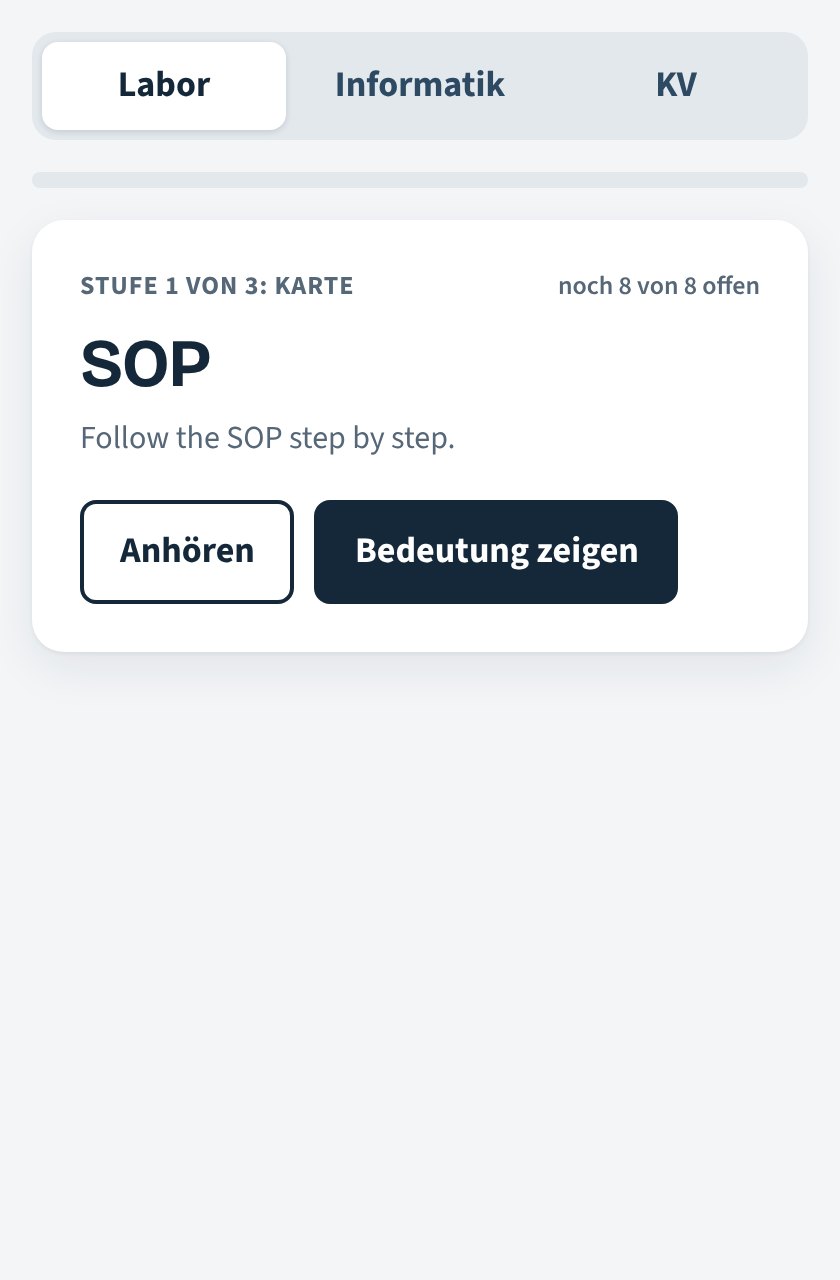 Labor Informatik KV
STUFE 1 VON 3: KARTE noch 8 von 8 offen
SOP
Follow the SOP step by step.
Anhören Bedeutung zeigen